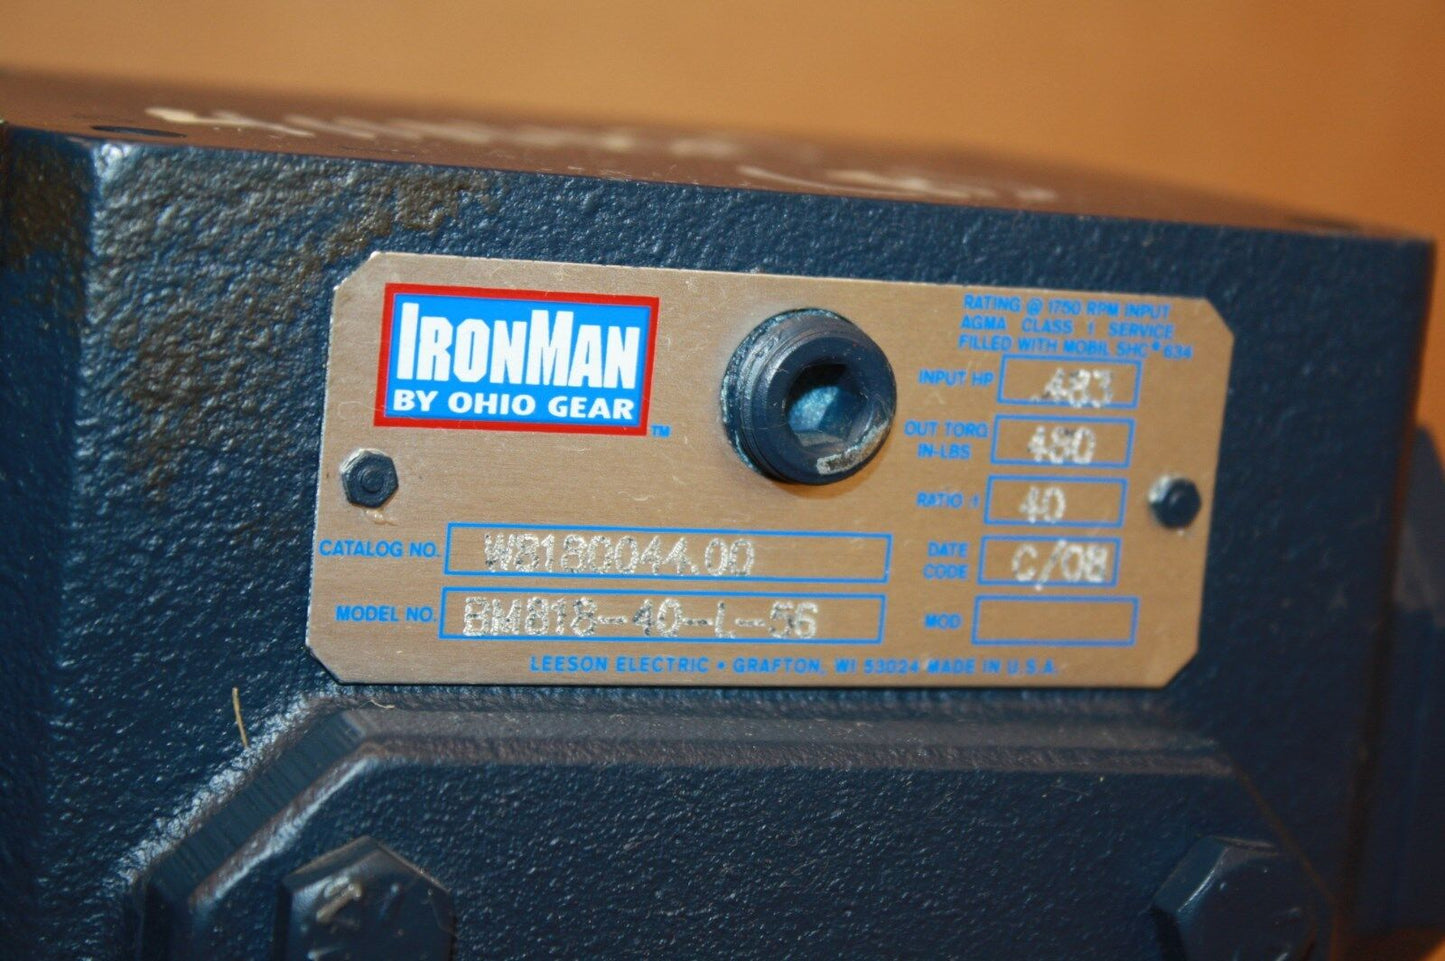 IRONMAN
BY OHIO GEAR
™
RATING @ 1750 RPM INPUT
AGMA CLASS I SERVICE
FILLED WITH MOBIL SHC® 634
INPUT HP .483
OUT TORQ
IN-LBS 480
RATIO :1 40
CATALOG NO. W8180044.00
DATE
CODE C/08
MODEL NO. BM818-40-L-56
MOD
LEESON ELECTRIC • GRAFTON, WI 53024 MADE IN U.S.A.